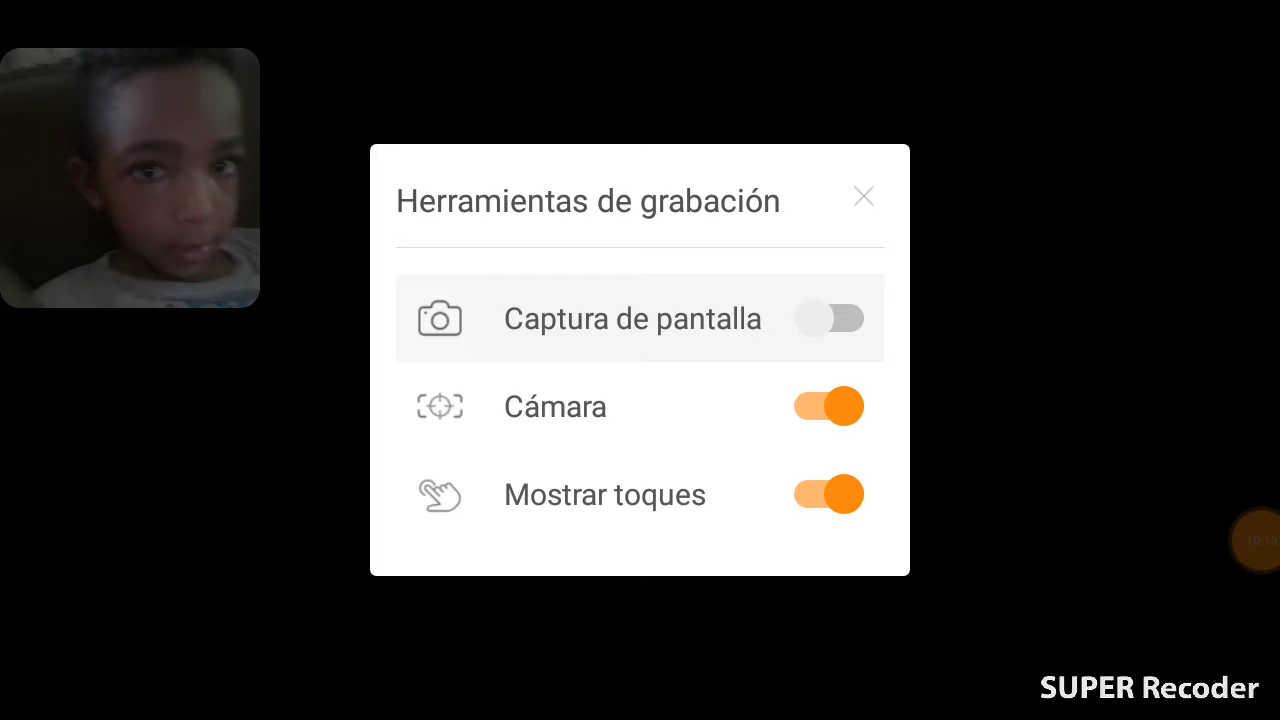 Herramientas de grabación
Captura de pantalla
Cámara
Mostrar toques
SUPER Recoder